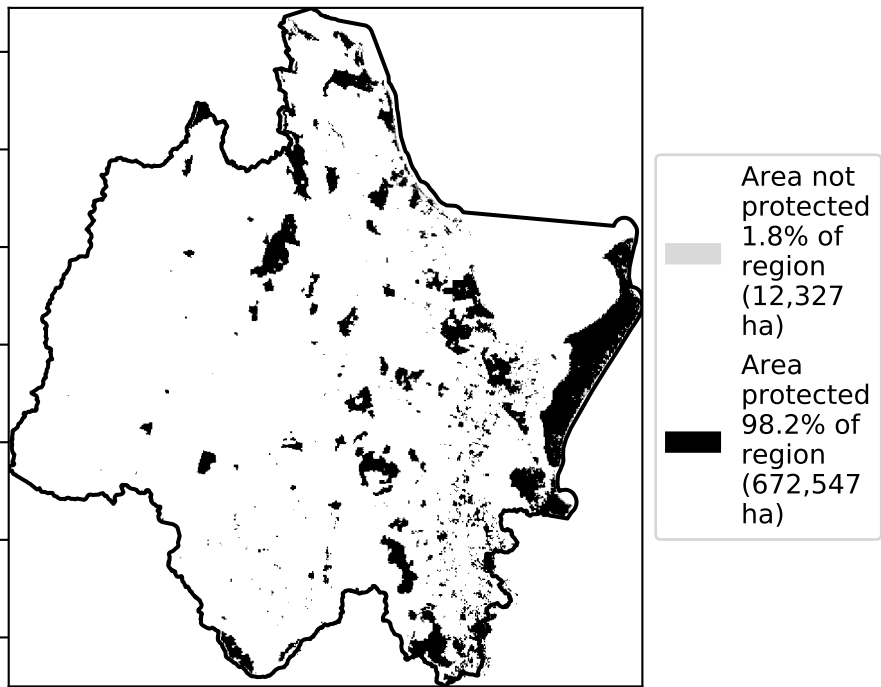 Area not
protected
1.8% of
region
(12,327
ha)
Area
protected
98.2% of
region
(672,547
ha)